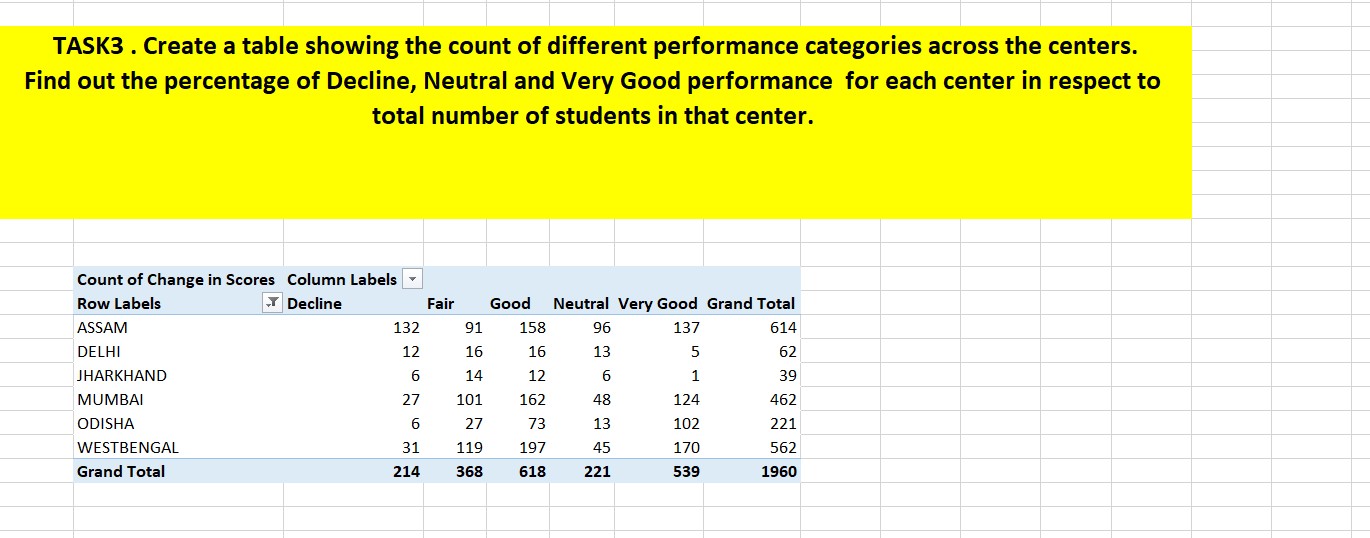 TASK3 . Create a table showing the count of different performance categories across the centers.
Find out the percentage of Decline, Neutral and Very Good performance  for each center in respect to
total number of students in that center.
Count of Change in Scores Column Labels
Row Labels Decline Fair Good Neutral Very Good Grand Total
ASSAM 132 91 158 96 137 614
DELHI 12 16 16 13 5 62
JHARKHAND 6 14 12 6 1 39
MUMBAI 27 101 162 48 124 462
ODISHA 6 27 73 13 102 221
WESTBENGAL 31 119 197 45 170 562
Grand Total 214 368 618 221 539 1960